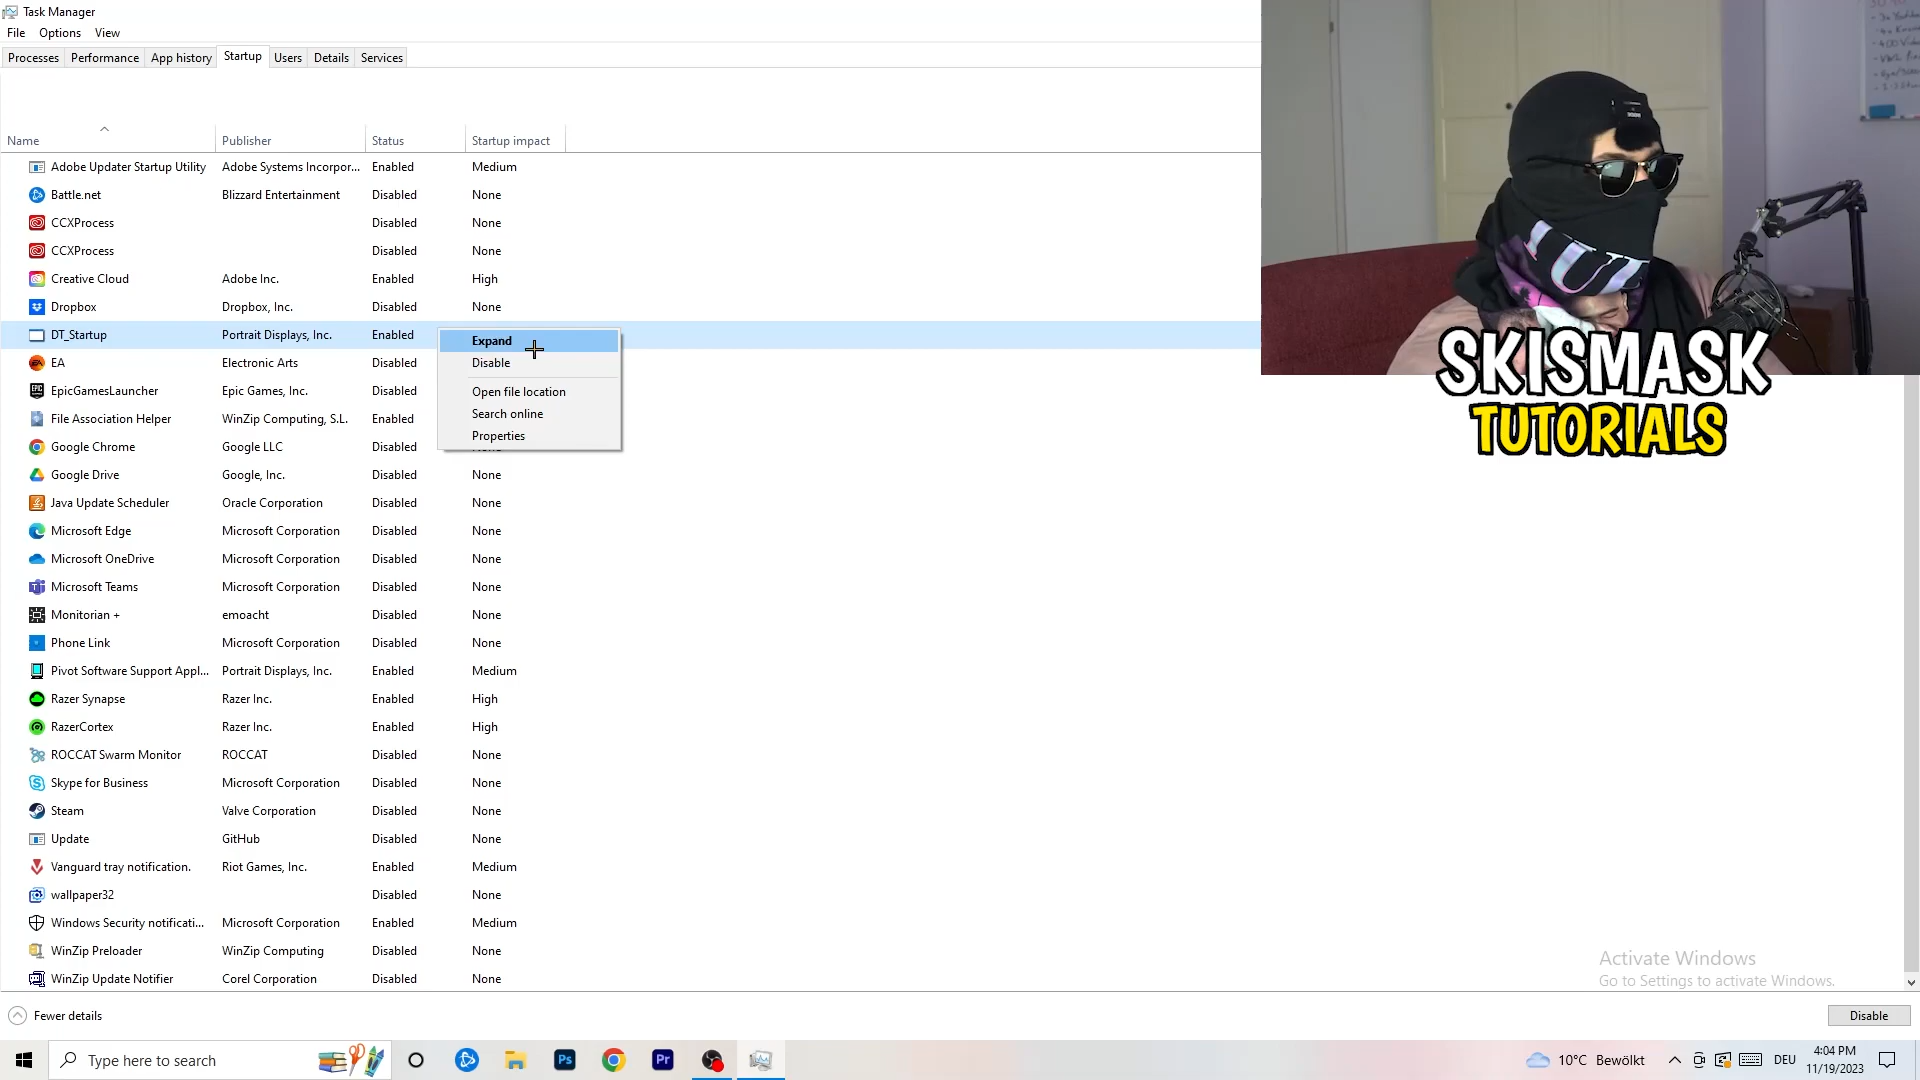 Task Manager
File Options View
Processes Performance App history Startup Users Details Services
Name Publisher Status Startup impact
Adobe Updater Startup Utility Adobe Systems Incorpor... Enabled Medium
Battle.net Blizzard Entertainment Disabled None
CCXProcess Disabled None
CCXProcess Disabled None
Creative Cloud Adobe Inc. Enabled High
Dropbox Dropbox, Inc. Disabled None
DT_Startup Portrait Displays, Inc. Enabled
EA Electronic Arts Disabled
EpicGamesLauncher Epic Games, Inc. Disabled
File Association Helper WinZip Computing, S.L. Enabled
Google Chrome Google LLC Disabled
Google Drive Google, Inc. Disabled None
Java Update Scheduler Oracle Corporation Disabled None
Microsoft Edge Microsoft Corporation Disabled None
Microsoft OneDrive Microsoft Corporation Disabled None
Microsoft Teams Microsoft Corporation Disabled None
Monitorian + emoacht Disabled None
Phone Link Microsoft Corporation Disabled None
Pivot Software Support Appl... Portrait Displays, Inc. Enabled Medium
Razer Synapse Razer Inc. Enabled High
RazerCortex Razer Inc. Enabled High
ROCCAT Swarm Monitor ROCCAT Disabled None
Skype for Business Microsoft Corporation Disabled None
Steam Valve Corporation Disabled None
Update GitHub Disabled None
Vanguard tray notification. Riot Games, Inc. Enabled Medium
wallpaper32 Disabled None
Windows Security notificati... Microsoft Corporation Enabled Medium
WinZip Preloader WinZip Computing Disabled None
WinZip Update Notifier Corel Corporation Disabled None
Expand
Disable
Open file location
Search online
Properties
SKISMASK
TUTORIALS
Activate Windows
Go to Settings to activate Windows.
Fewer details
Disable
Type here to search
Ps
Pr
10°C Bewölkt
DEU
4:04 PM
11/19/2023